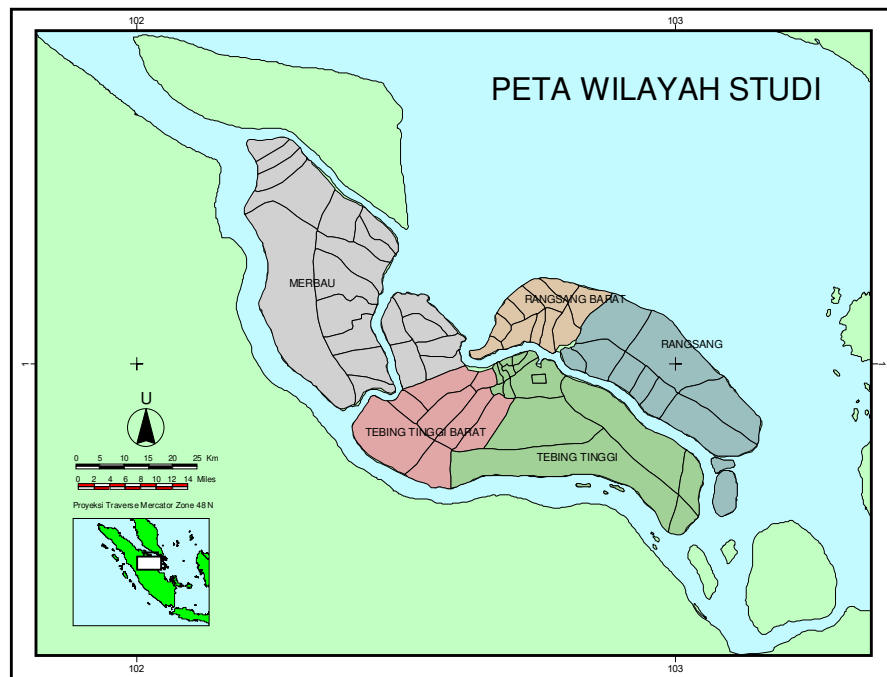 102
103
PETA WILAYAH STUDI
MERBAU
RANGSANG BARAT
RANGSANG
1
1
U
TEBING TINGGI BARAT
TEBING TINGGI
0 5 10 15 20 25 Km
0 2 4 6 8 10 12 14 Miles
Proyeksi Traverse Mercator Zone 48 N
102
103